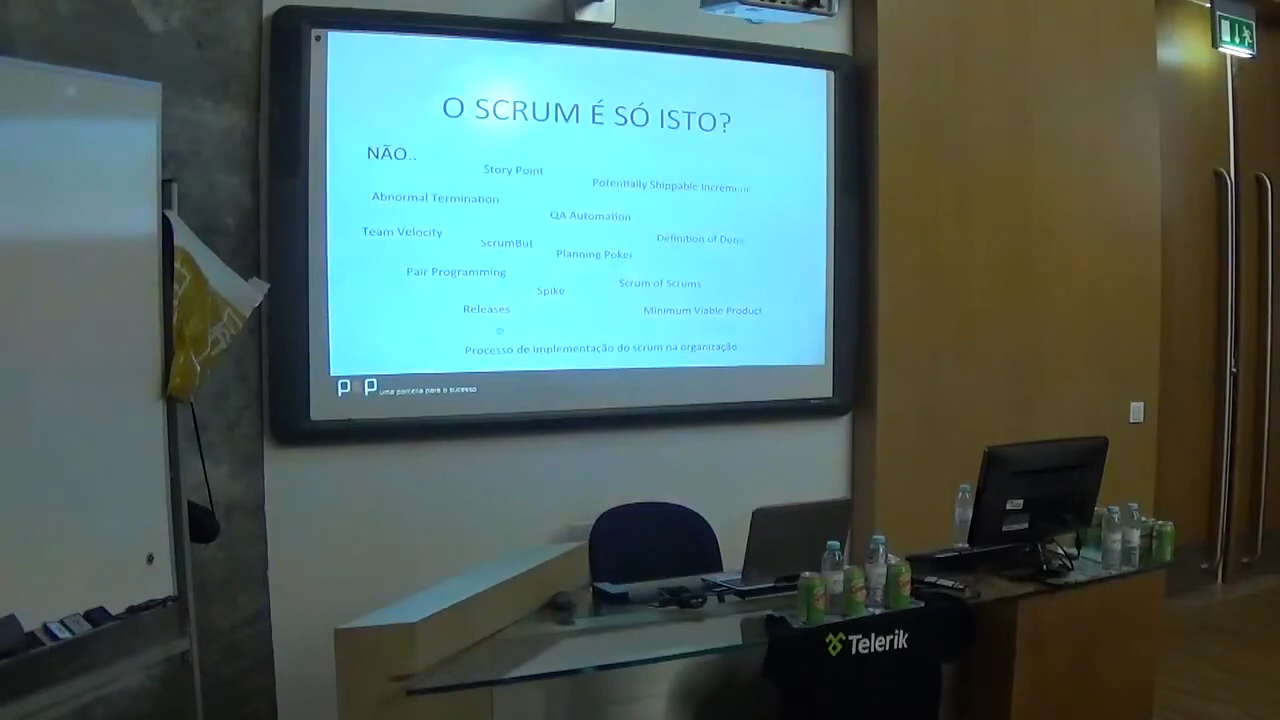 O SCRUM É SÓ ISTO?
NÃO..
Story Point
Potentially Shippable Increment
Abnormal Termination
QA Automation
Team Velocity
ScrumBut
Definition of Done
Planning Poker
Pair Programming
Spike
Scrum of Scrums
Releases
Minimum Viable Product
Processo de implementação do scrum na organização
uma parceria para o sucesso
Telerik